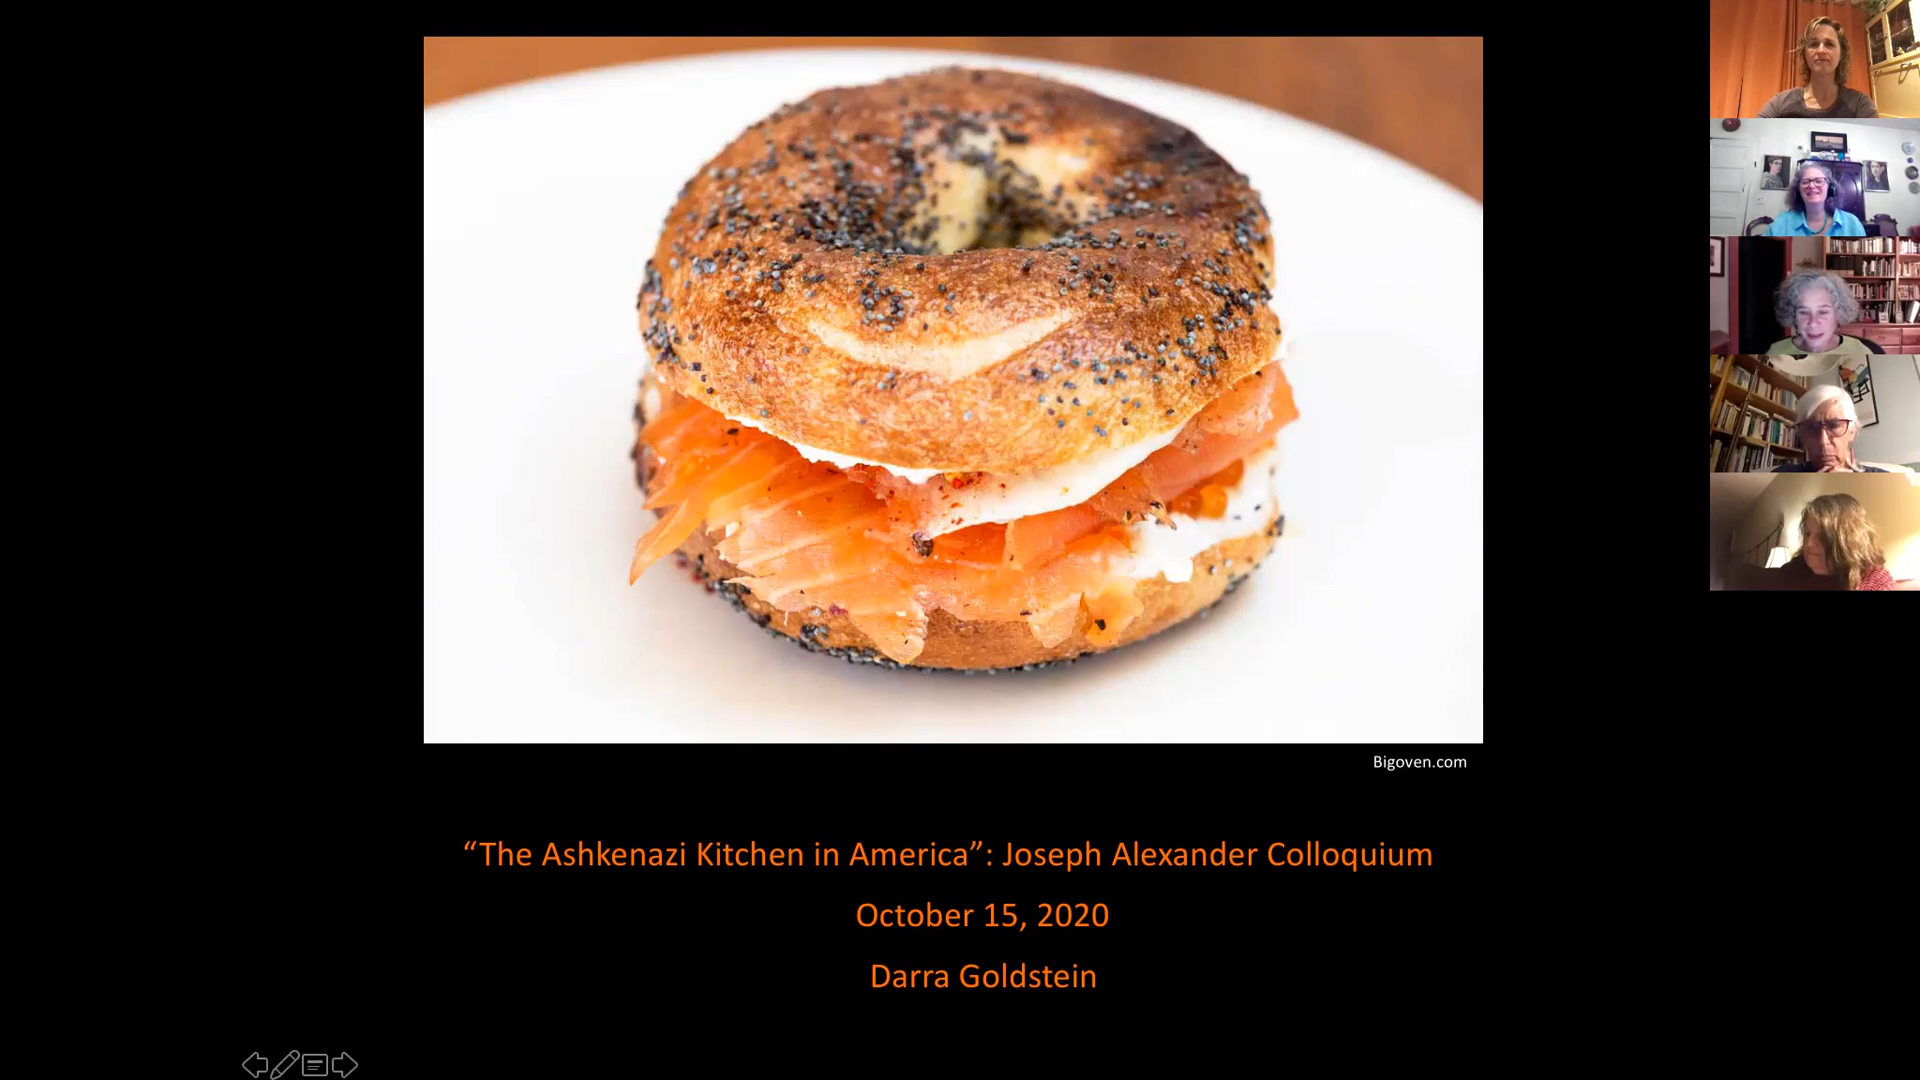 Bigoven.com
“The Ashkenazi Kitchen in America”: Joseph Alexander Colloquium
October 15, 2020
Darra Goldstein